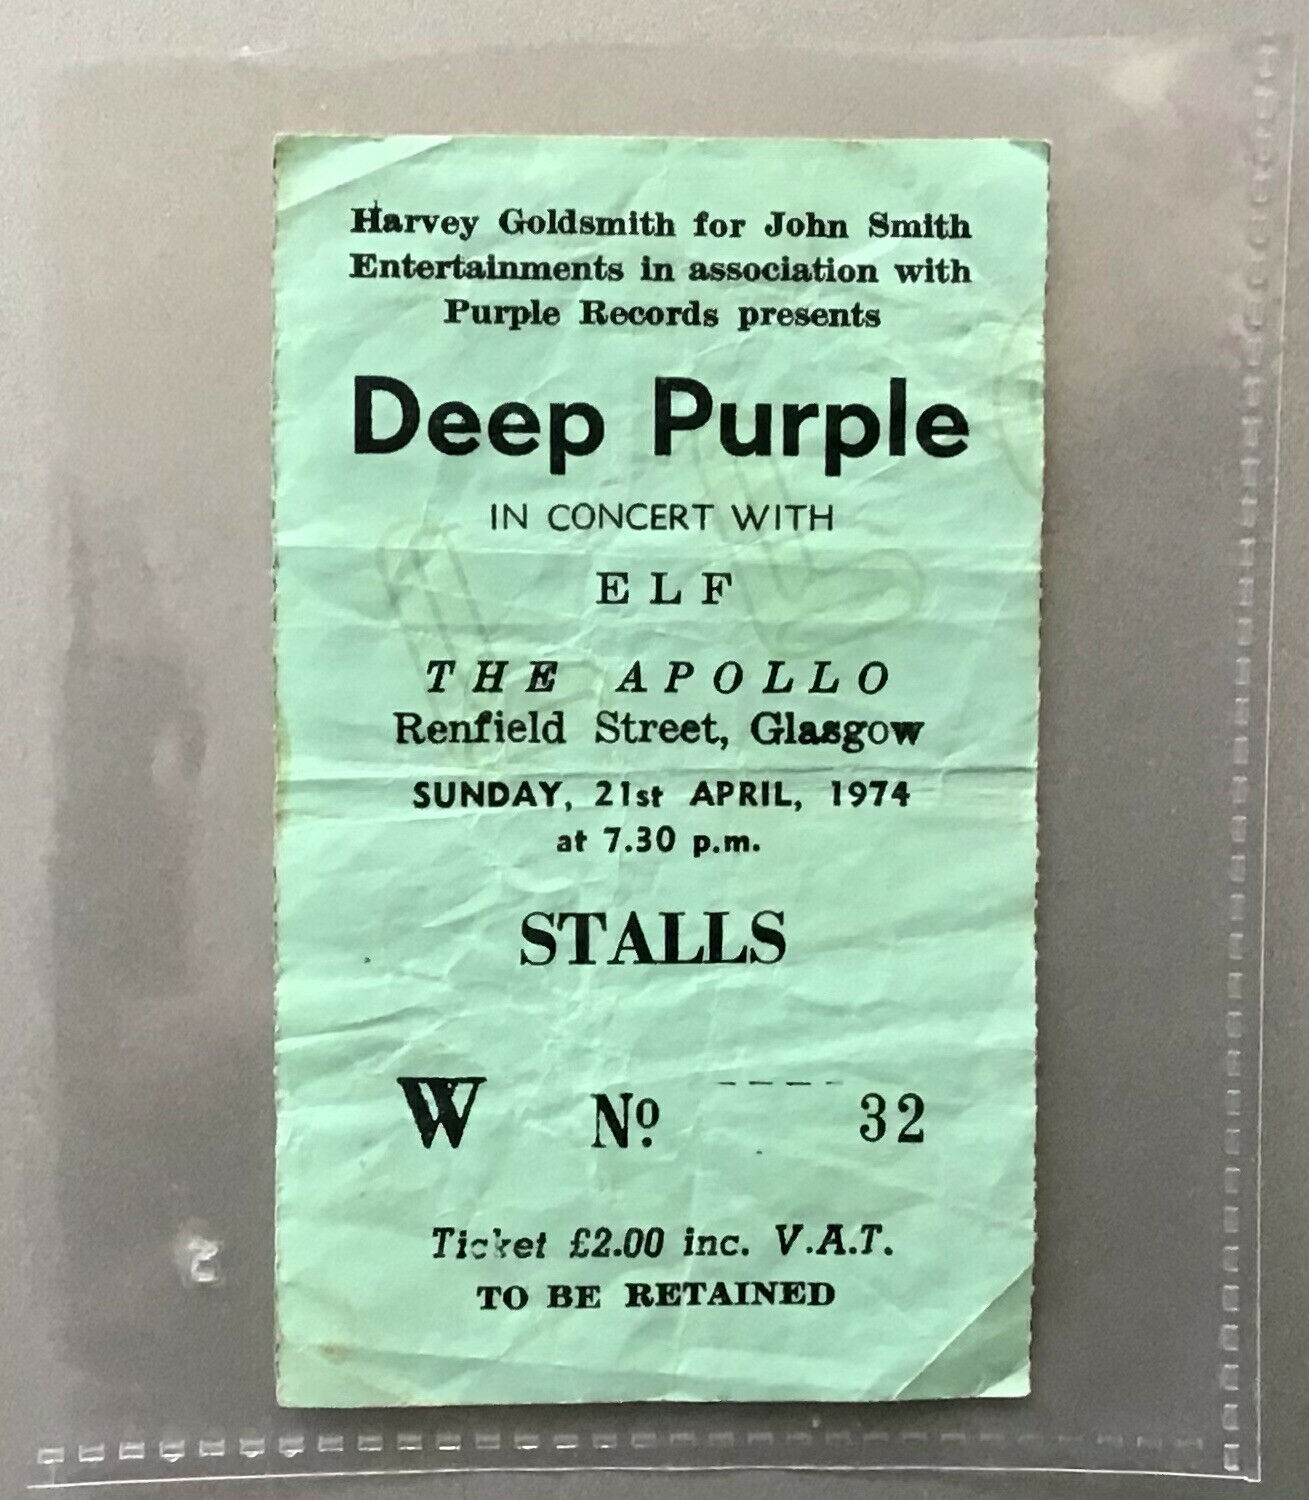 Harvey Goldsmith for John Smith
Entertainments in association with
Purple Records presents
Deep Purple
IN CONCERT WITH
ELF
THE APOLLO
Renfield Street, Glasgow
SUNDAY, 21st APRIL, 1974
at 7.30 p.m.
STALLS
W Nº. 32
Ticket £2.00 inc. V.A.T.
TO BE RETAINED